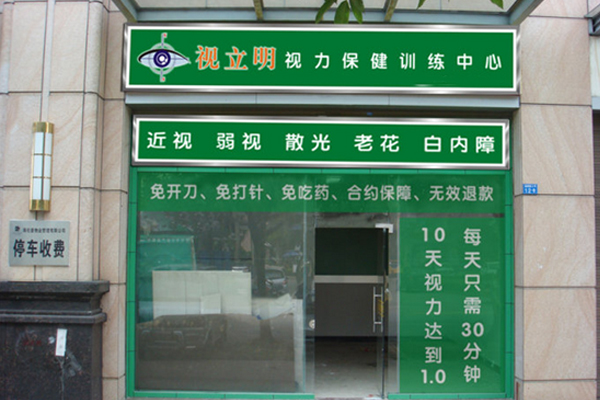 视立明 视力保健训练中心
近视 弱视 散光 老花 白内障
免开刀、免打针、免吃药、合约保障、无效退款
每天只需30分钟
10天视力达到1.0
停车收费